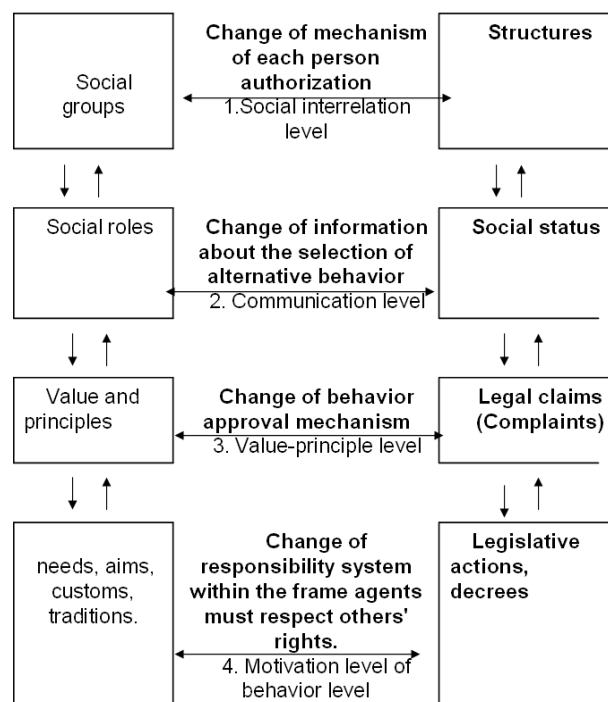 Social
groups
Change of mechanism
of each person
authorization
1.Social interrelation
level
Structures
Social roles
Change of information
about the selection of
alternative behavior
2. Communication level
Social status
Value and
principles
Change of behavior
approval mechanism
3. Value-principle level
Legal claims
(Complaints)
needs, aims,
customs,
traditions.
Change of
responsibility system
within the frame agents
must respect others'
rights.
4. Motivation level of
behavior level
Legislative
actions,
decrees